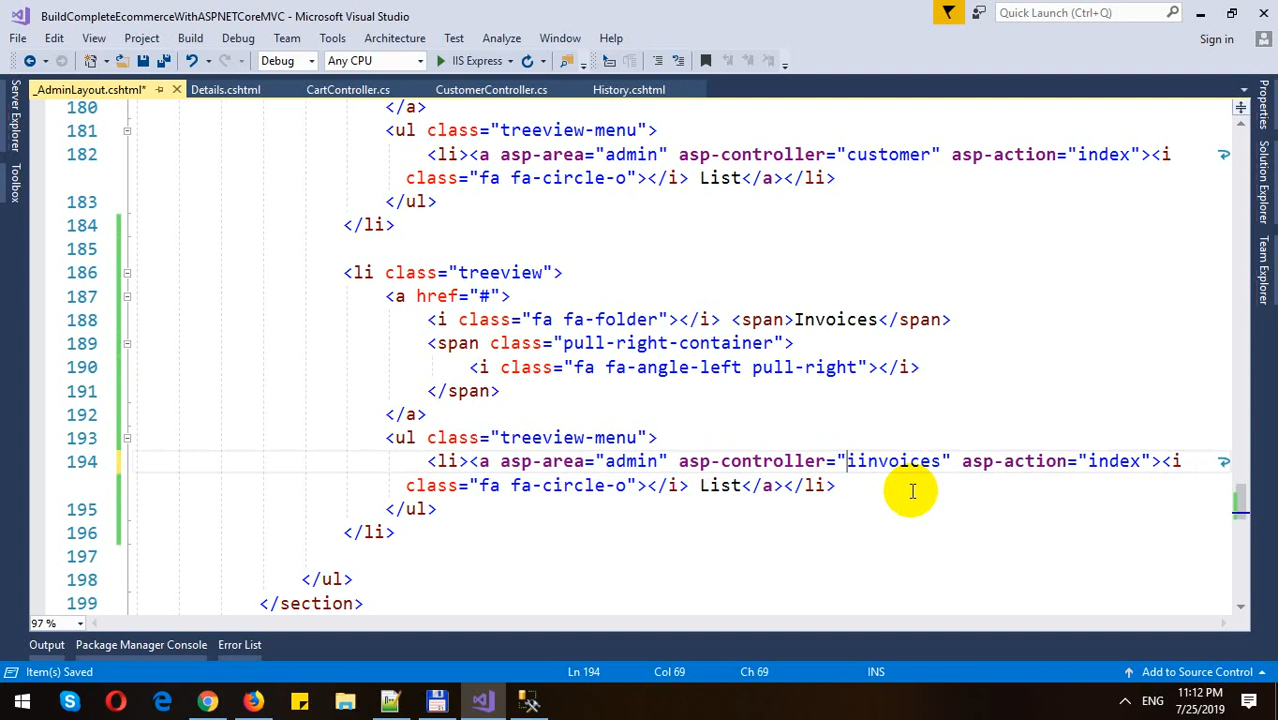 BuildCompleteEcommerceWithASPNETCoreMVC - Microsoft Visual Studio
Quick Launch (Ctrl+Q)
File Edit View Project Build Debug Team Tools Architecture Test Analyze Window Help
Sign in
Debug Any CPU IIS Express
_AdminLayout.cshtml* Details.cshtml CartController.cs CustomerController.cs History.cshtml
Server Explorer
Toolbox
Properties
Solution Explorer
Team Explorer
180 </a>
181 <ul class="treeview-menu">
182 <li><a asp-area="admin" asp-controller="customer" asp-action="index"><i
class="fa fa-circle-o"></i> List</a></li>
183 </ul>
184 </li>
185
186 <li class="treeview">
187 <a href="#">
188 <i class="fa fa-folder"></i> <span>Invoices</span>
189 <span class="pull-right-container">
190 <i class="fa fa-angle-left pull-right"></i>
191 </span>
192 </a>
193 <ul class="treeview-menu">
194 <li><a asp-area="admin" asp-controller="iinvoices" asp-action="index"><i
class="fa fa-circle-o"></i> List</a></li>
195 </ul>
196 </li>
197
198 </ul>
199 </section>
97 %
Output Package Manager Console Error List
Item(s) Saved Ln 194 Col 69 Ch 69 INS Add to Source Control
ENG 11:12 PM
7/25/2019